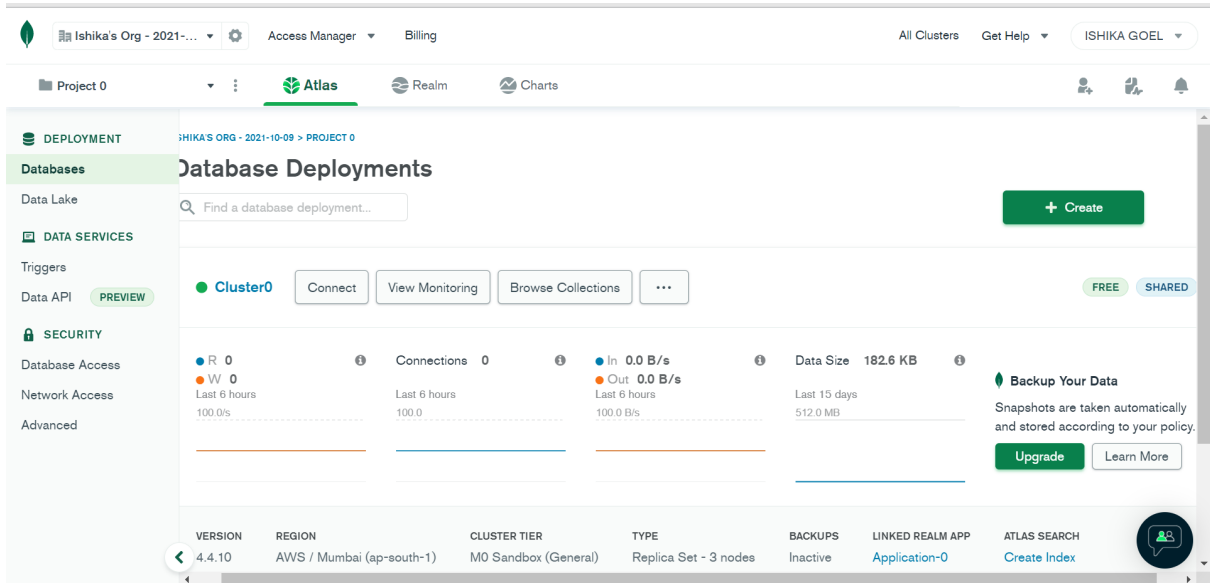 Ishika's Org - 2021-...
Access Manager
Billing
All Clusters
Get Help
ISHIKA GOEL
Project 0
Atlas
Realm
Charts
DEPLOYMENT
Databases
Data Lake
DATA SERVICES
Triggers
Data API PREVIEW
SECURITY
Database Access
Network Access
Advanced
SHIKA'S ORG - 2021-10-09 > PROJECT 0
Database Deployments
Find a database deployment...
+ Create
Cluster0
Connect
View Monitoring
Browse Collections
...
FREE
SHARED
R 0
W 0
Last 6 hours
100.0/s
Connections 0
Last 6 hours
100.0
In 0.0 B/s
Out 0.0 B/s
Last 6 hours
100.0 B/s
Data Size 182.6 KB
Last 15 days
512.0 MB
Backup Your Data
Snapshots are taken automatically
and stored according to your policy.
Upgrade
Learn More
VERSION
4.4.10
REGION
AWS / Mumbai (ap-south-1)
CLUSTER TIER
M0 Sandbox (General)
TYPE
Replica Set - 3 nodes
BACKUPS
Inactive
LINKED REALM APP
Application-0
ATLAS SEARCH
Create Index